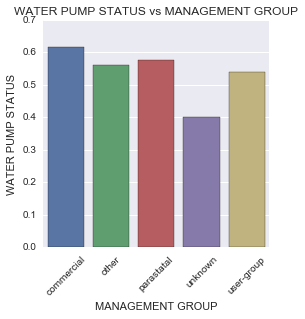 WATER PUMP STATUS vs MANAGEMENT GROUP
0.7
0.6
0.5
0.4
0.3
0.2
0.1
0.0
WATER PUMP STATUS
commercial
other
parastatal
unknown
user-group
MANAGEMENT GROUP